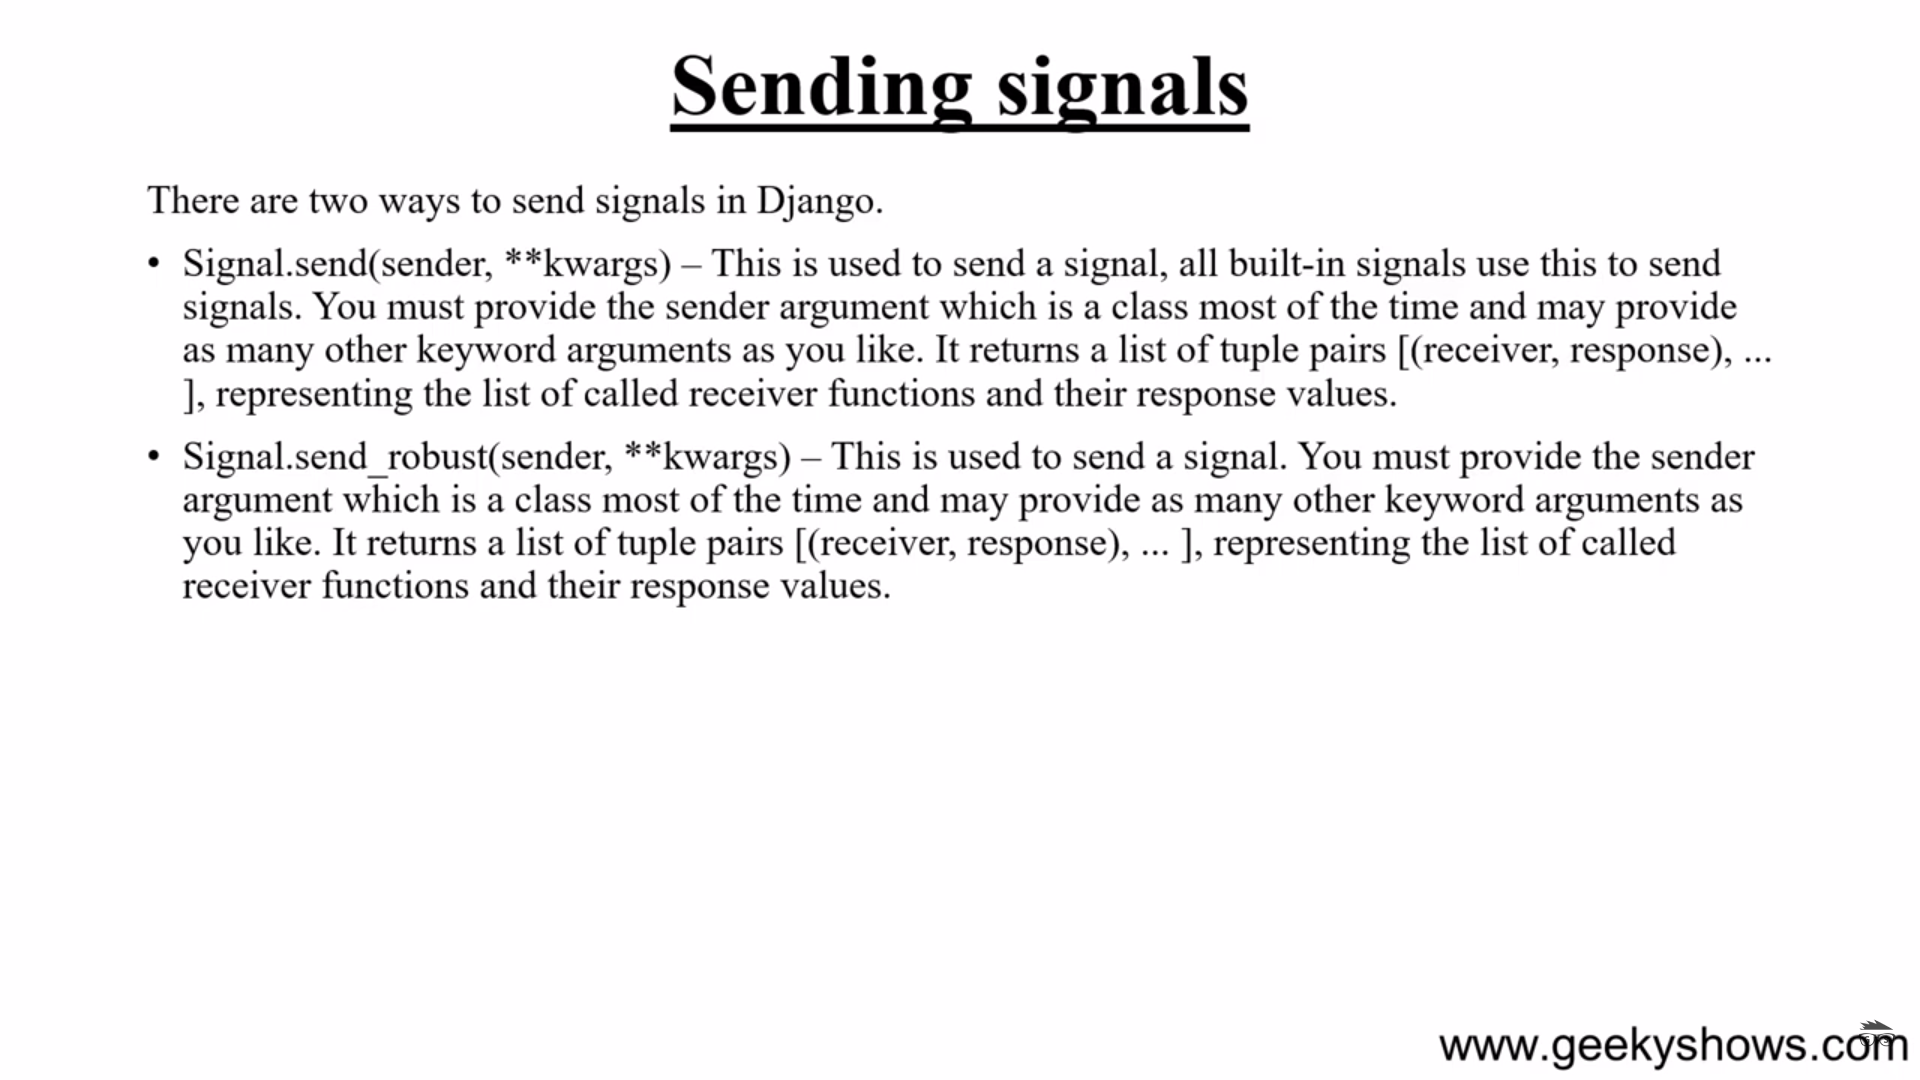 Sending signals
There are two ways to send signals in Django.
• Signal.send(sender, **kwargs) – This is used to send a signal, all built-in signals use this to send
signals. You must provide the sender argument which is a class most of the time and may provide
as many other keyword arguments as you like. It returns a list of tuple pairs [(receiver, response), ...
], representing the list of called receiver functions and their response values.
• Signal.send_robust(sender, **kwargs) – This is used to send a signal. You must provide the sender
argument which is a class most of the time and may provide as many other keyword arguments as
you like. It returns a list of tuple pairs [(receiver, response), ... ], representing the list of called
receiver functions and their response values.
www.geekyshows.com